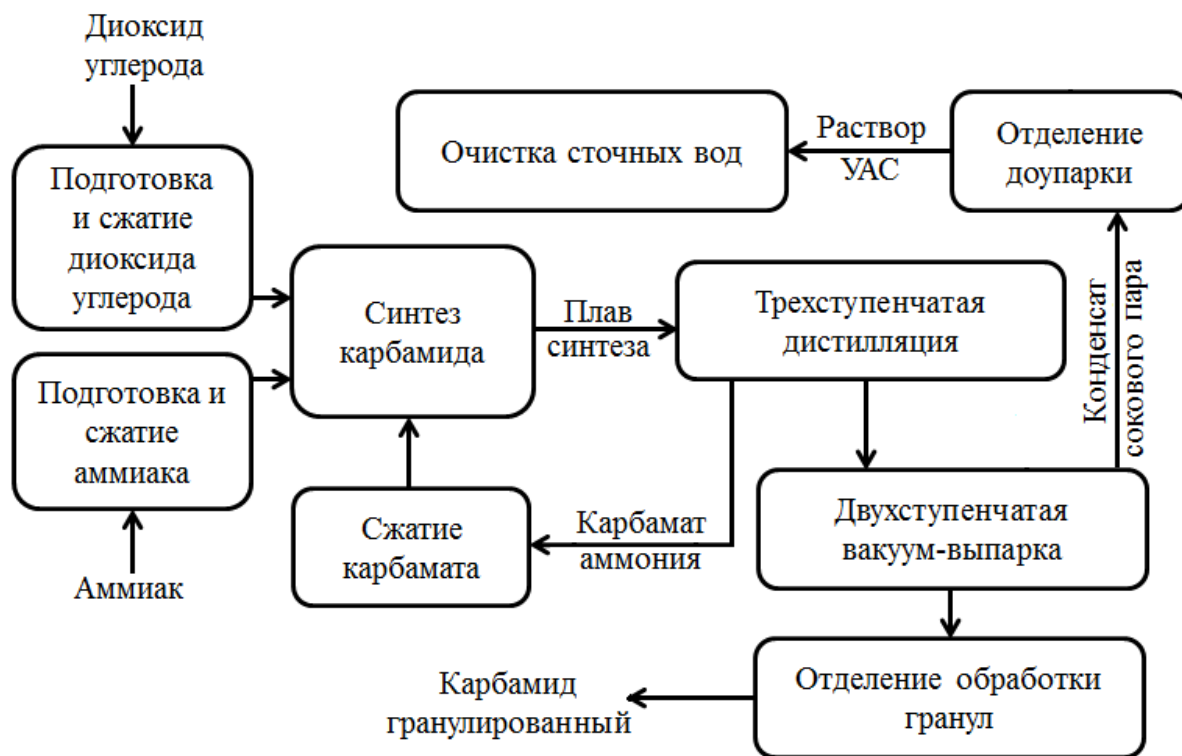 Диоксид
углерода
Подготовка
и сжатие
диоксида
углерода
Подготовка и
сжатие
аммиака
Аммиак
Синтез
карбамида
Плав
синтеза
Трехступенчатая
дистилляция
Очистка сточных вод
Раствор
УАС
Отделение
доупарки
Конденсат
сокового пара
Сжатие
карбамата
Карбамат
аммония
Двухступенчатая
вакуум-выпарка
Отделение обработки
гранул
Карбамид
гранулированный